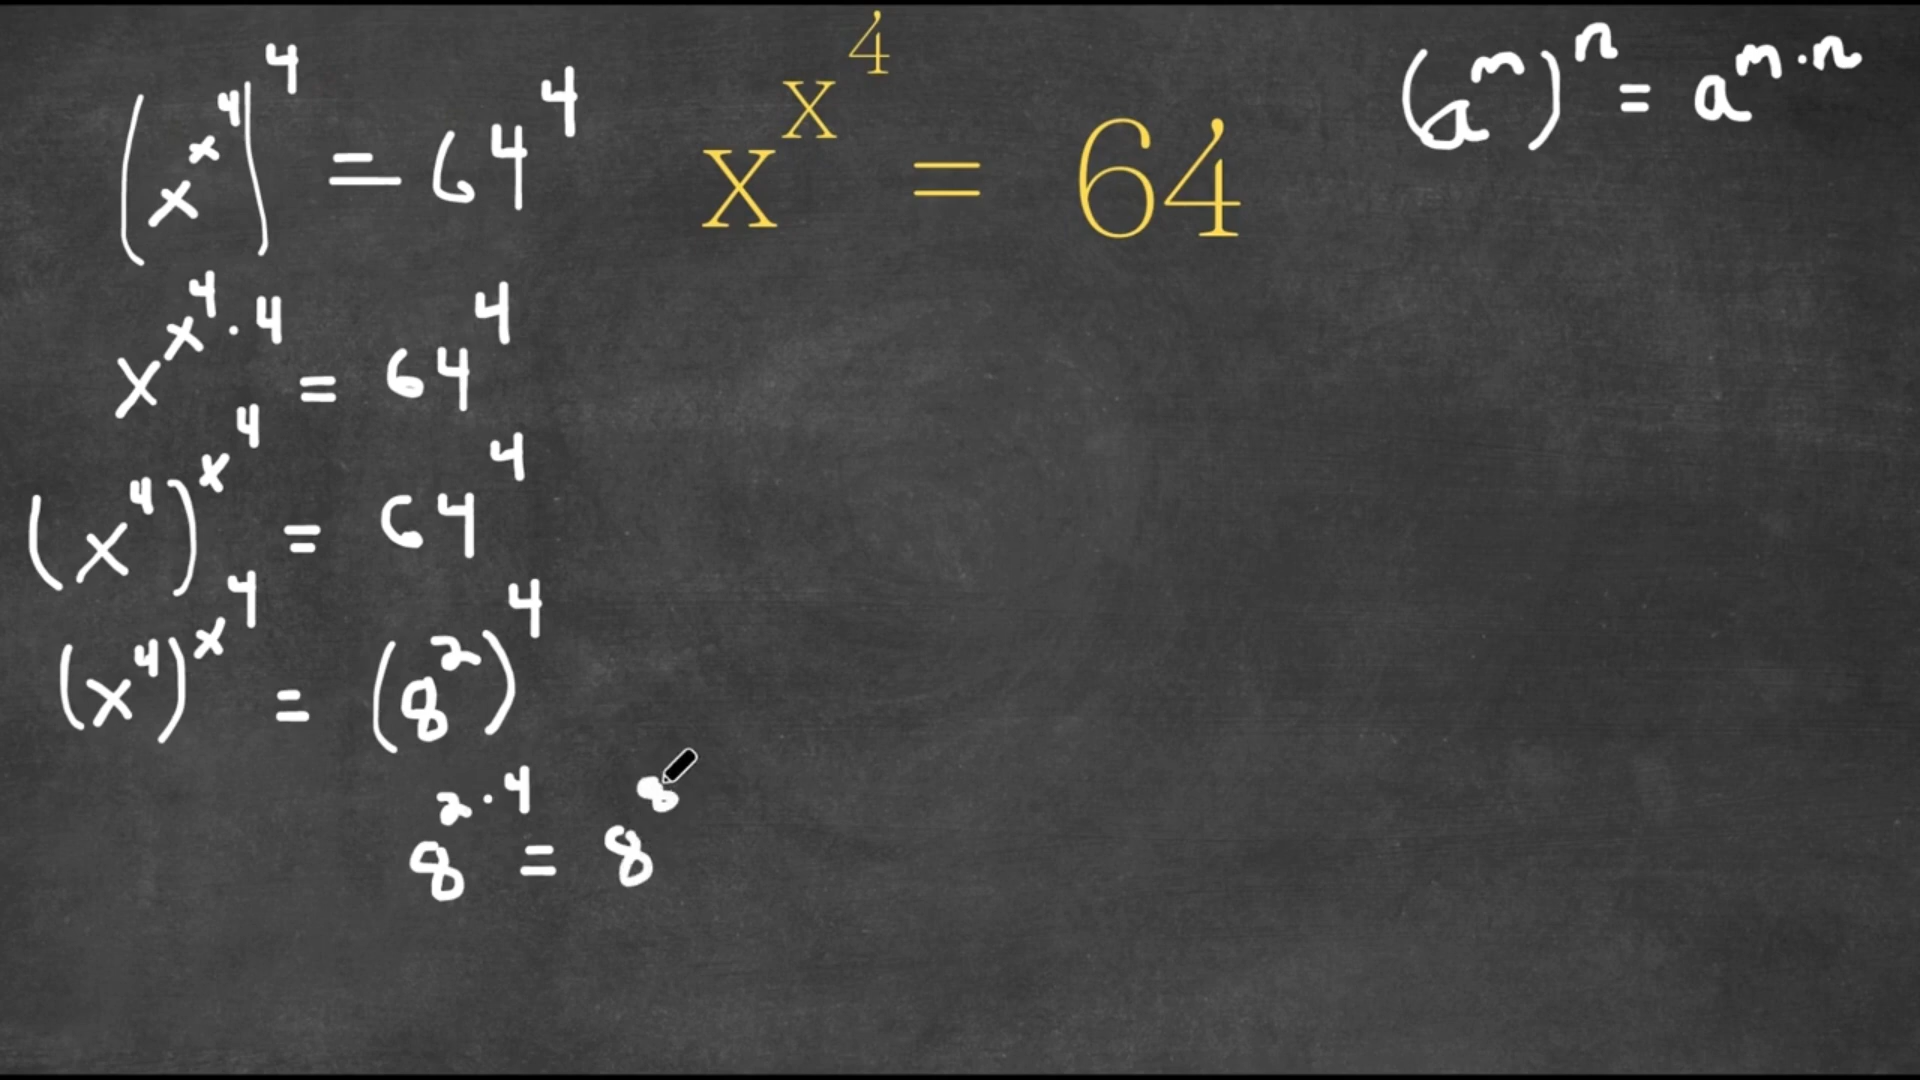 x^{x^4} = 64
(a^m)^n = a^{m·n}
(x^{x^4})^4 = 64^4
x^{x^4·4} = 64^4
(x^4)^{x^4} = 64^4
(x^4)^{x^4} = (8^2)^4
8^{2·4} = 8^8